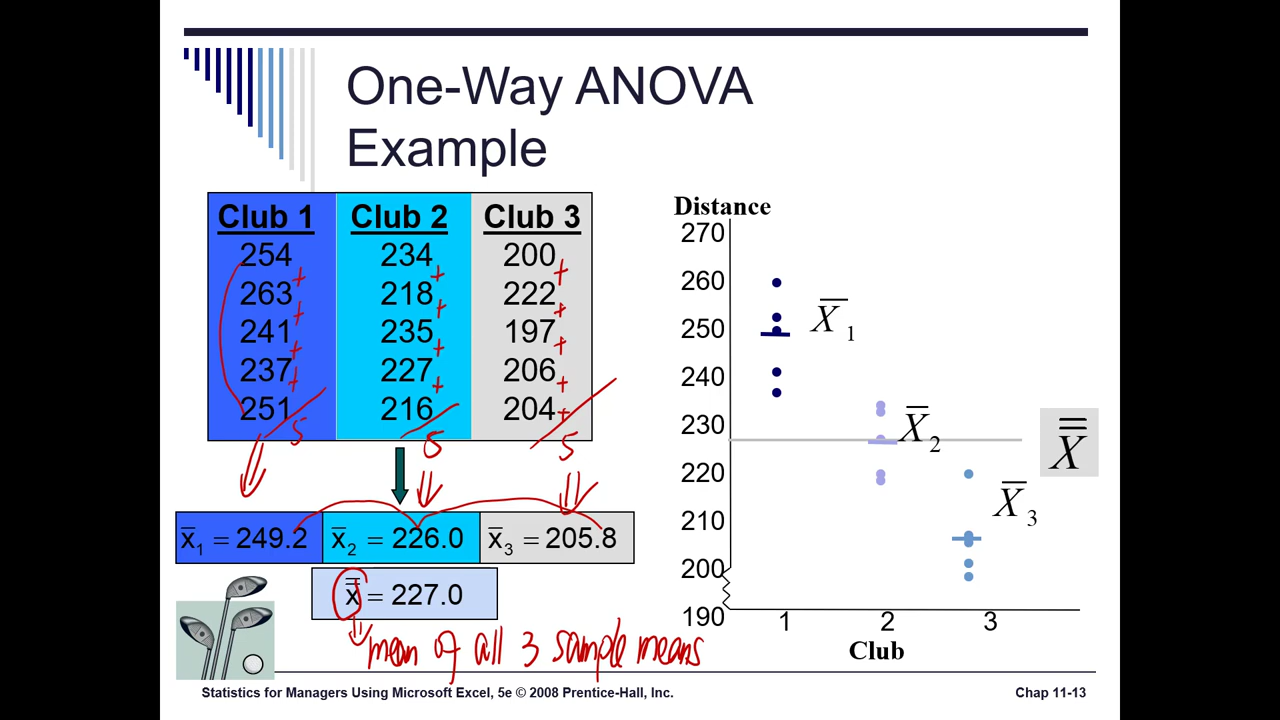 One-Way ANOVA
Example
Club 1 Club 2 Club 3
254 + 234 + 200 +
263 + 218 + 222 +
241 + 235 + 197 +
237 + 227 + 206 +
251 216 204 +
5 5 5
x̄1 = 249.2 x̄2 = 226.0 x̄3 = 205.8
x̿ = 227.0
mean of all 3 sample means
Distance
270
260
250
240
230
220
210
200
190
X̄1
X̄2
X̿
X̄3
1 2 3
Club
Statistics for Managers Using Microsoft Excel, 5e © 2008 Prentice-Hall, Inc.
Chap 11-13